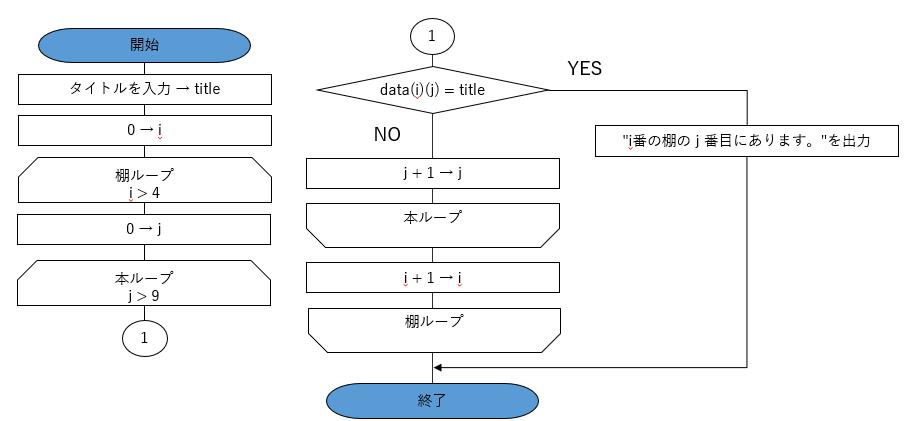 開始
タイトルを入力 → title
0 → i
棚ループ
i > 4
0 → j
本ループ
j > 9
1
1
data(i)(j) = title
YES
NO
"i番の棚の j 番目にあります。"を出力
j + 1 → j
本ループ
i + 1 → i
棚ループ
終了